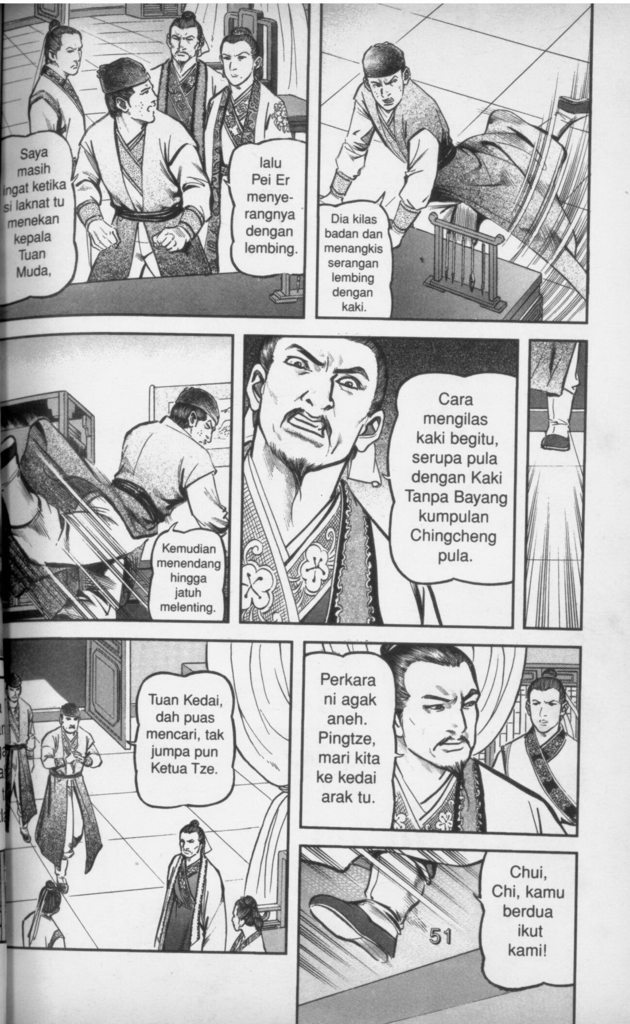 Saya
masih
ingat ketika
si laknat tu
menekan
kepala
Tuan
Muda,
lalu
Pei Er
menye-
rangnya
dengan
lembing.
Dia kilas
badan dan
menangkis
serangan
lembing
dengan
kaki.
Kemudian
menendang
hingga
jatuh
melenting.
Cara
mengilas
kaki begitu,
serupa pula
dengan Kaki
Tanpa Bayang
kumpulan
Chingcheng
pula.
Tuan Kedai,
dah puas
mencari, tak
jumpa pun
Ketua Tze.
Perkara
ni agak
aneh.
Pingtze,
mari kita
ke kedai
arak tu.
Chui,
Chi, kamu
berdua
ikut
kami!
51